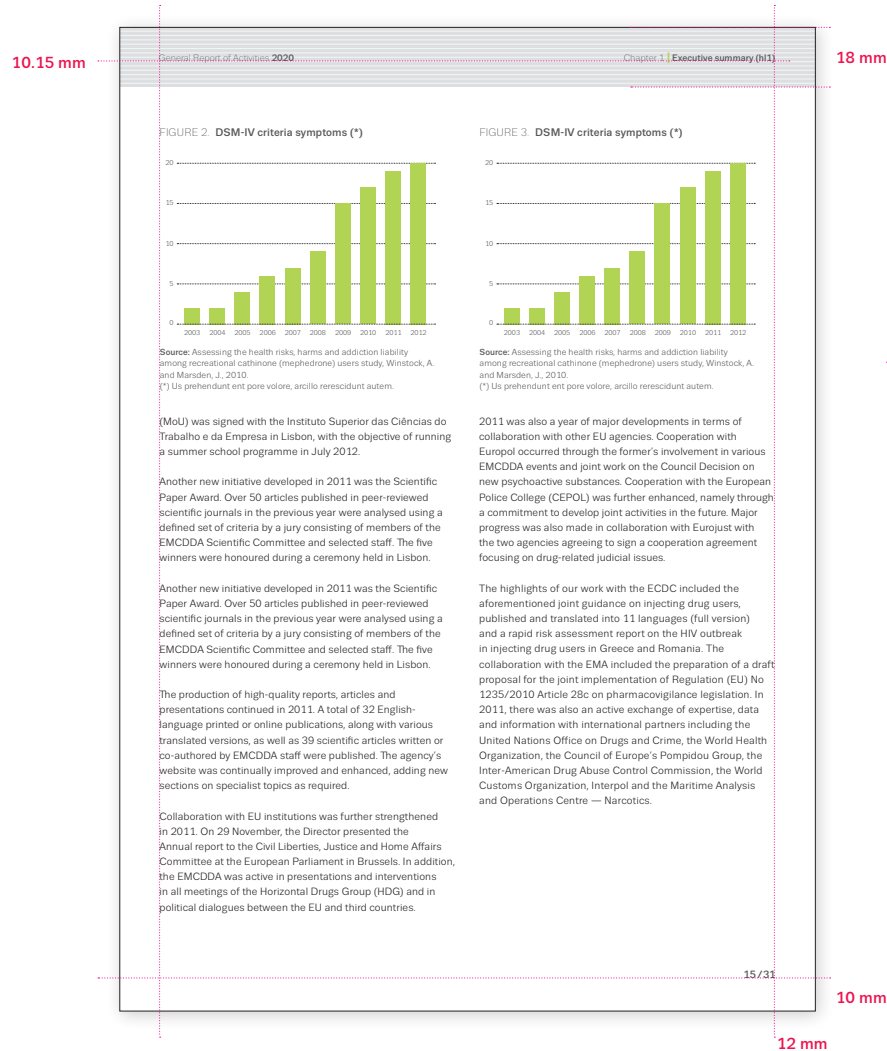 10.15 mm
General Report of Activities 2020
Chapter 1 | Executive summary (hl1)
18 mm
FIGURE 2. DSM-IV criteria symptoms (*)
20
15
10
5
0
2003 2004 2005 2006 2007 2008 2009 2010 2011 2012
Source: Assessing the health risks, harms and addiction liability
among recreational cathinone (mephedrone) users study, Winstock, A.
and Marsden, J., 2010.
(*) Us prehendunt ent pore volore, arcillo rerescidunt autem.
(MoU) was signed with the Instituto Superior das Ciências do
Trabalho e da Empresa in Lisbon, with the objective of running
a summer school programme in July 2012.
Another new initiative developed in 2011 was the Scientific
Paper Award. Over 50 articles published in peer-reviewed
scientific journals in the previous year were analysed using a
defined set of criteria by a jury consisting of members of the
EMCDDA Scientific Committee and selected staff. The five
winners were honoured during a ceremony held in Lisbon.
Another new initiative developed in 2011 was the Scientific
Paper Award. Over 50 articles published in peer-reviewed
scientific journals in the previous year were analysed using a
defined set of criteria by a jury consisting of members of the
EMCDDA Scientific Committee and selected staff. The five
winners were honoured during a ceremony held in Lisbon.
The production of high-quality reports, articles and
presentations continued in 2011. A total of 32 English-
language printed or online publications, along with various
translated versions, as well as 39 scientific articles written or
co-authored by EMCDDA staff were published. The agency's
website was continually improved and enhanced, adding new
sections on specialist topics as required.
Collaboration with EU institutions was further strengthened
in 2011. On 29 November, the Director presented the
Annual report to the Civil Liberties, Justice and Home Affairs
Committee at the European Parliament in Brussels. In addition,
the EMCDDA was active in presentations and interventions
in all meetings of the Horizontal Drugs Group (HDG) and in
political dialogues between the EU and third countries.
FIGURE 3. DSM-IV criteria symptoms (*)
20
15
10
5
0
2003 2004 2005 2006 2007 2008 2009 2010 2011 2012
Source: Assessing the health risks, harms and addiction liability
among recreational cathinone (mephedrone) users study, Winstock, A.
and Marsden, J., 2010.
(*) Us prehendunt ent pore volore, arcillo rerescidunt autem.
2011 was also a year of major developments in terms of
collaboration with other EU agencies. Cooperation with
Europol occurred through the former's involvement in various
EMCDDA events and joint work on the Council Decision on
new psychoactive substances. Cooperation with the European
Police College (CEPOL) was further enhanced, namely through
a commitment to develop joint activities in the future. Major
progress was also made in collaboration with Eurojust with
the two agencies agreeing to sign a cooperation agreement
focusing on drug-related judicial issues.
The highlights of our work with the ECDC included the
aforementioned joint guidance on injecting drug users,
published and translated into 11 languages (full version)
and a rapid risk assessment report on the HIV outbreak
in injecting drug users in Greece and Romania. The
collaboration with the EMA included the preparation of a draft
proposal for the joint implementation of Regulation (EU) No
1235/2010 Article 28c on pharmacovigilance legislation. In
2011, there was also an active exchange of expertise, data
and information with international partners including the
United Nations Office on Drugs and Crime, the World Health
Organization, the Council of Europe's Pompidou Group, the
Inter-American Drug Abuse Control Commission, the World
Customs Organization, Interpol and the Maritime Analysis
and Operations Centre — Narcotics.
15/31
10 mm
12 mm